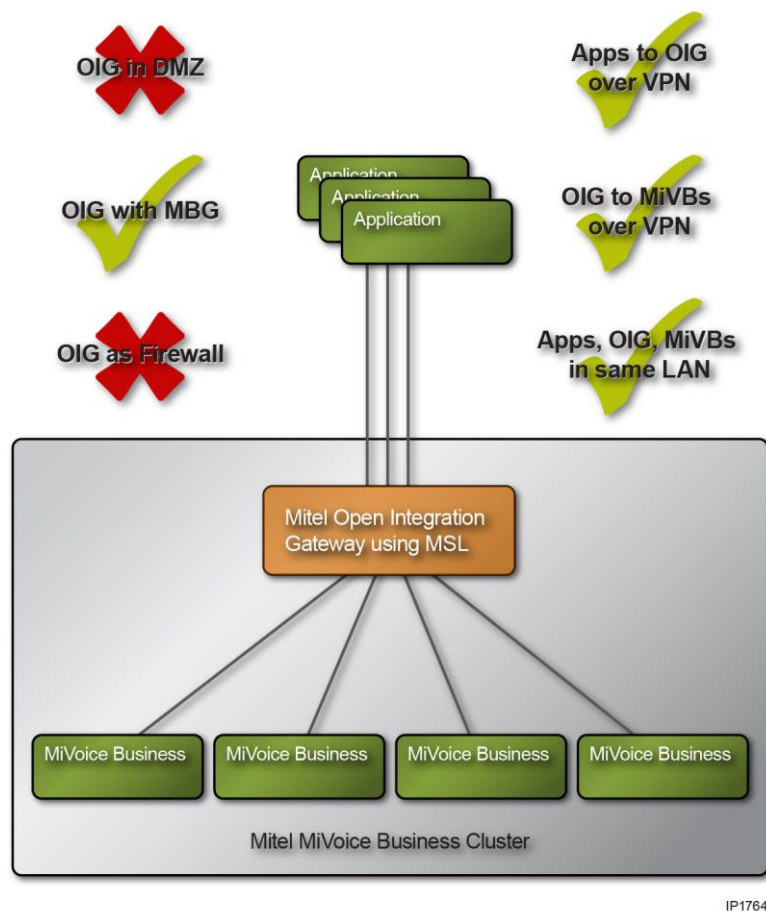 OIG in DMZ
Apps to OIG
over VPN
OIG with MBG
Application
Application
Application
OIG to MiVBs
over VPN
OIG as Firewall
Apps, OIG, MiVBs
in same LAN
Mitel Open Integration
Gateway using MSL
MiVoice Business
MiVoice Business
MiVoice Business
MiVoice Business
Mitel MiVoice Business Cluster
IP1764